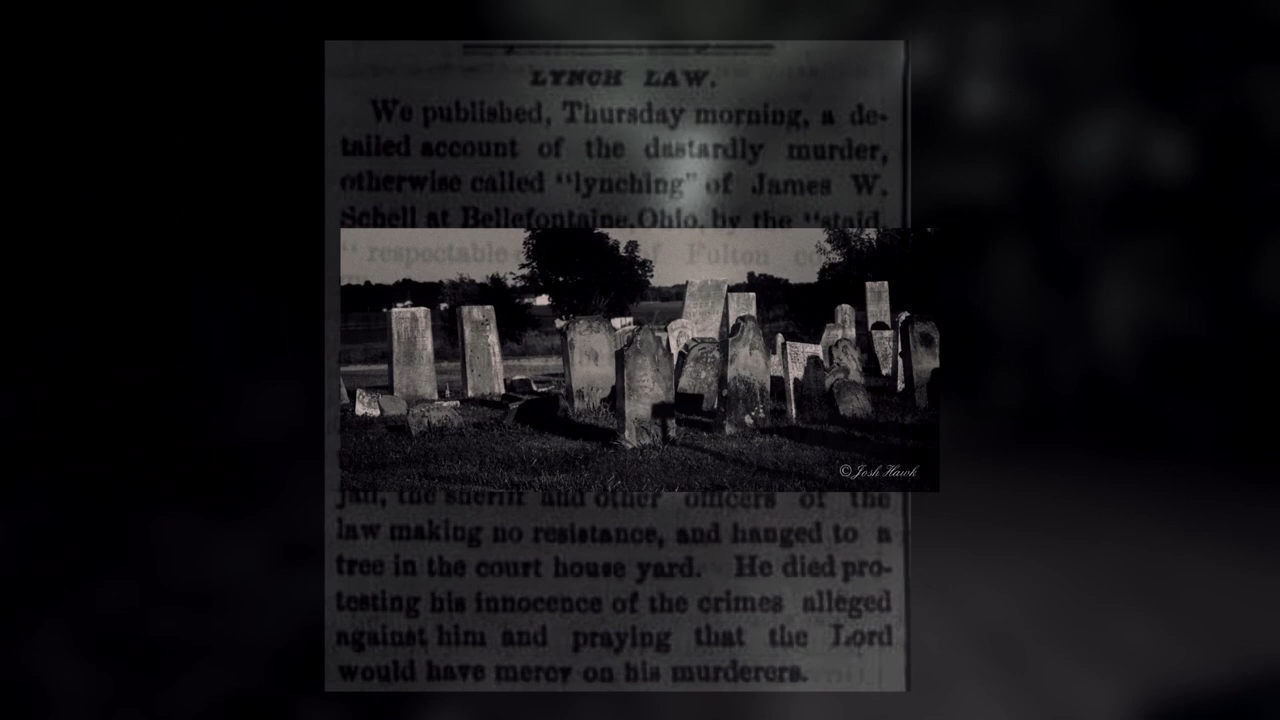 LYNCH LAW.
We published, Thursday morning, a de-
tailed account of the dastardly murder,
otherwise called "lynching" of James W.
Schell at Bellefontaine, Ohio, by the "staid,
" respectable of Fulton
© Josh Hawk
jail, the sheriff and other officers of the
law making no resistance, and hanged to a
tree in the court house yard. He died pro-
testing his innocence of the crimes alleged
against him and praying that the Lord
would have mercy on his murderers.